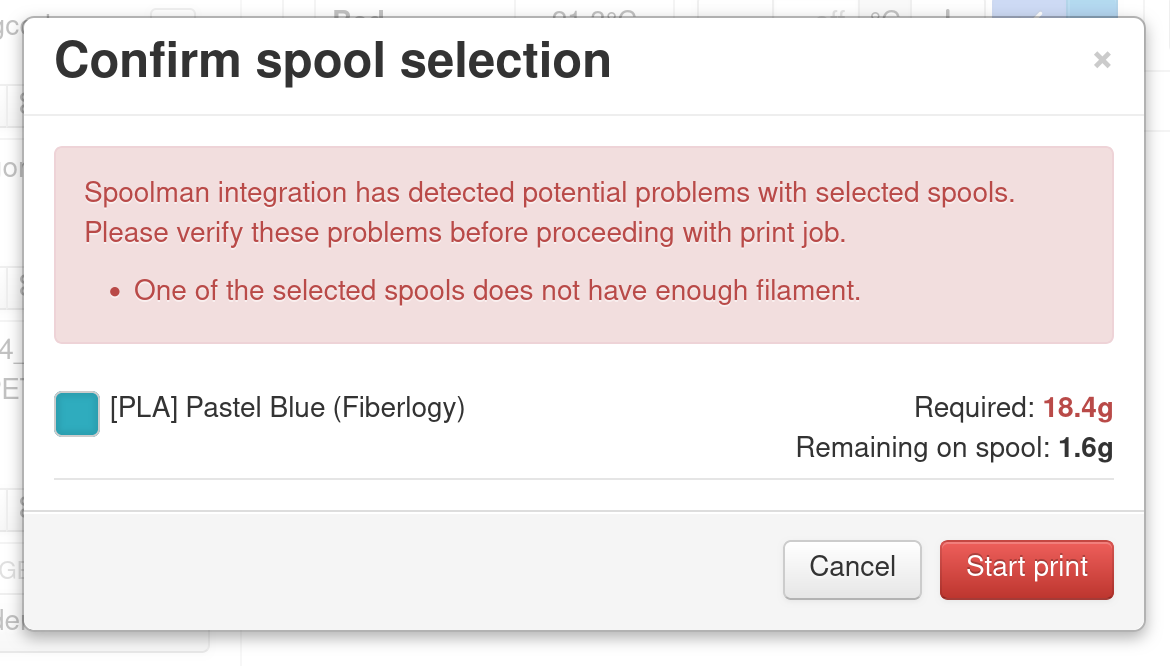 Confirm spool selection
×
Spoolman integration has detected potential problems with selected spools.
Please verify these problems before proceeding with print job.
• One of the selected spools does not have enough filament.
[PLA] Pastel Blue (Fiberlogy)
Required: 18.4g
Remaining on spool: 1.6g
Cancel
Start print